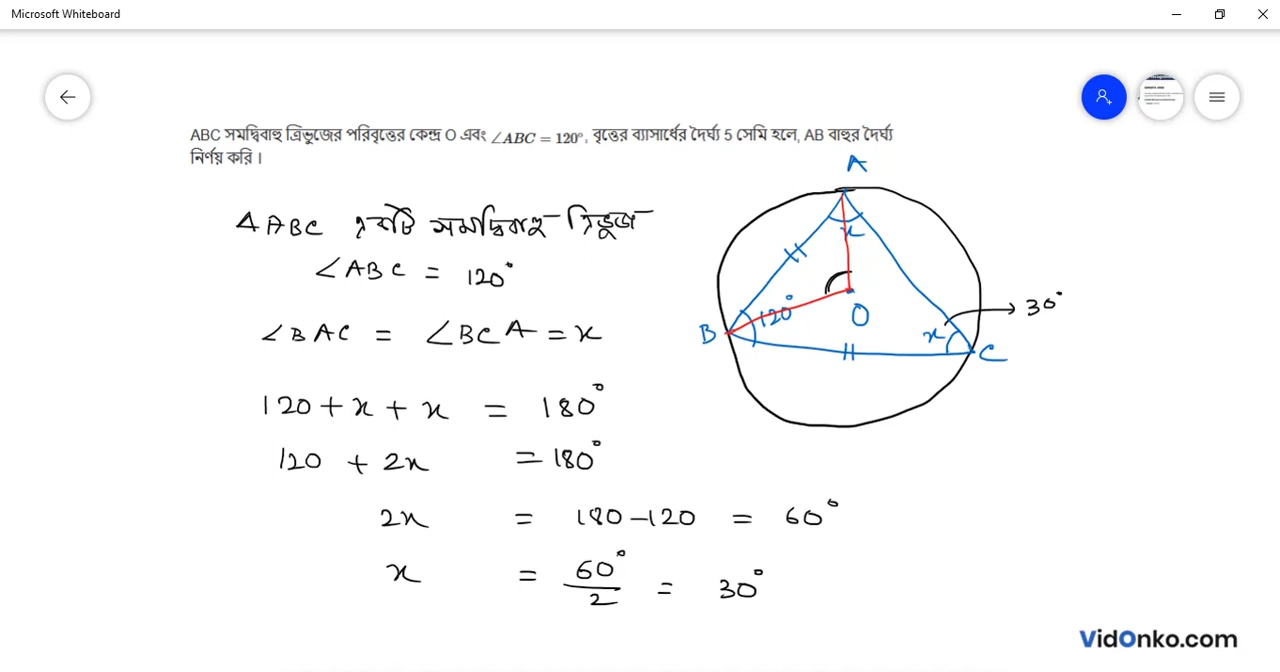 Microsoft Whiteboard
ABC সমদ্বিবাহু ত্রিভুজের পরিবৃত্তের কেন্দ্র O এবং ∠ABC = 120°, বৃত্তের ব্যাসার্ধের দৈর্ঘ্য 5 সেমি হলে, AB বাহুর দৈর্ঘ্য
নির্ণয় করি।
A
△ABC একটি সমদ্বিবাহু ত্রিভুজ
x
∠ABC = 120°
120°
O
30°
B
x
C
∠BAC = ∠BCA = x
120 + x + x = 180°
120 + 2x = 180°
2x = 180 - 120 = 60°
x = 60°/2 = 30°
VidOnko.com